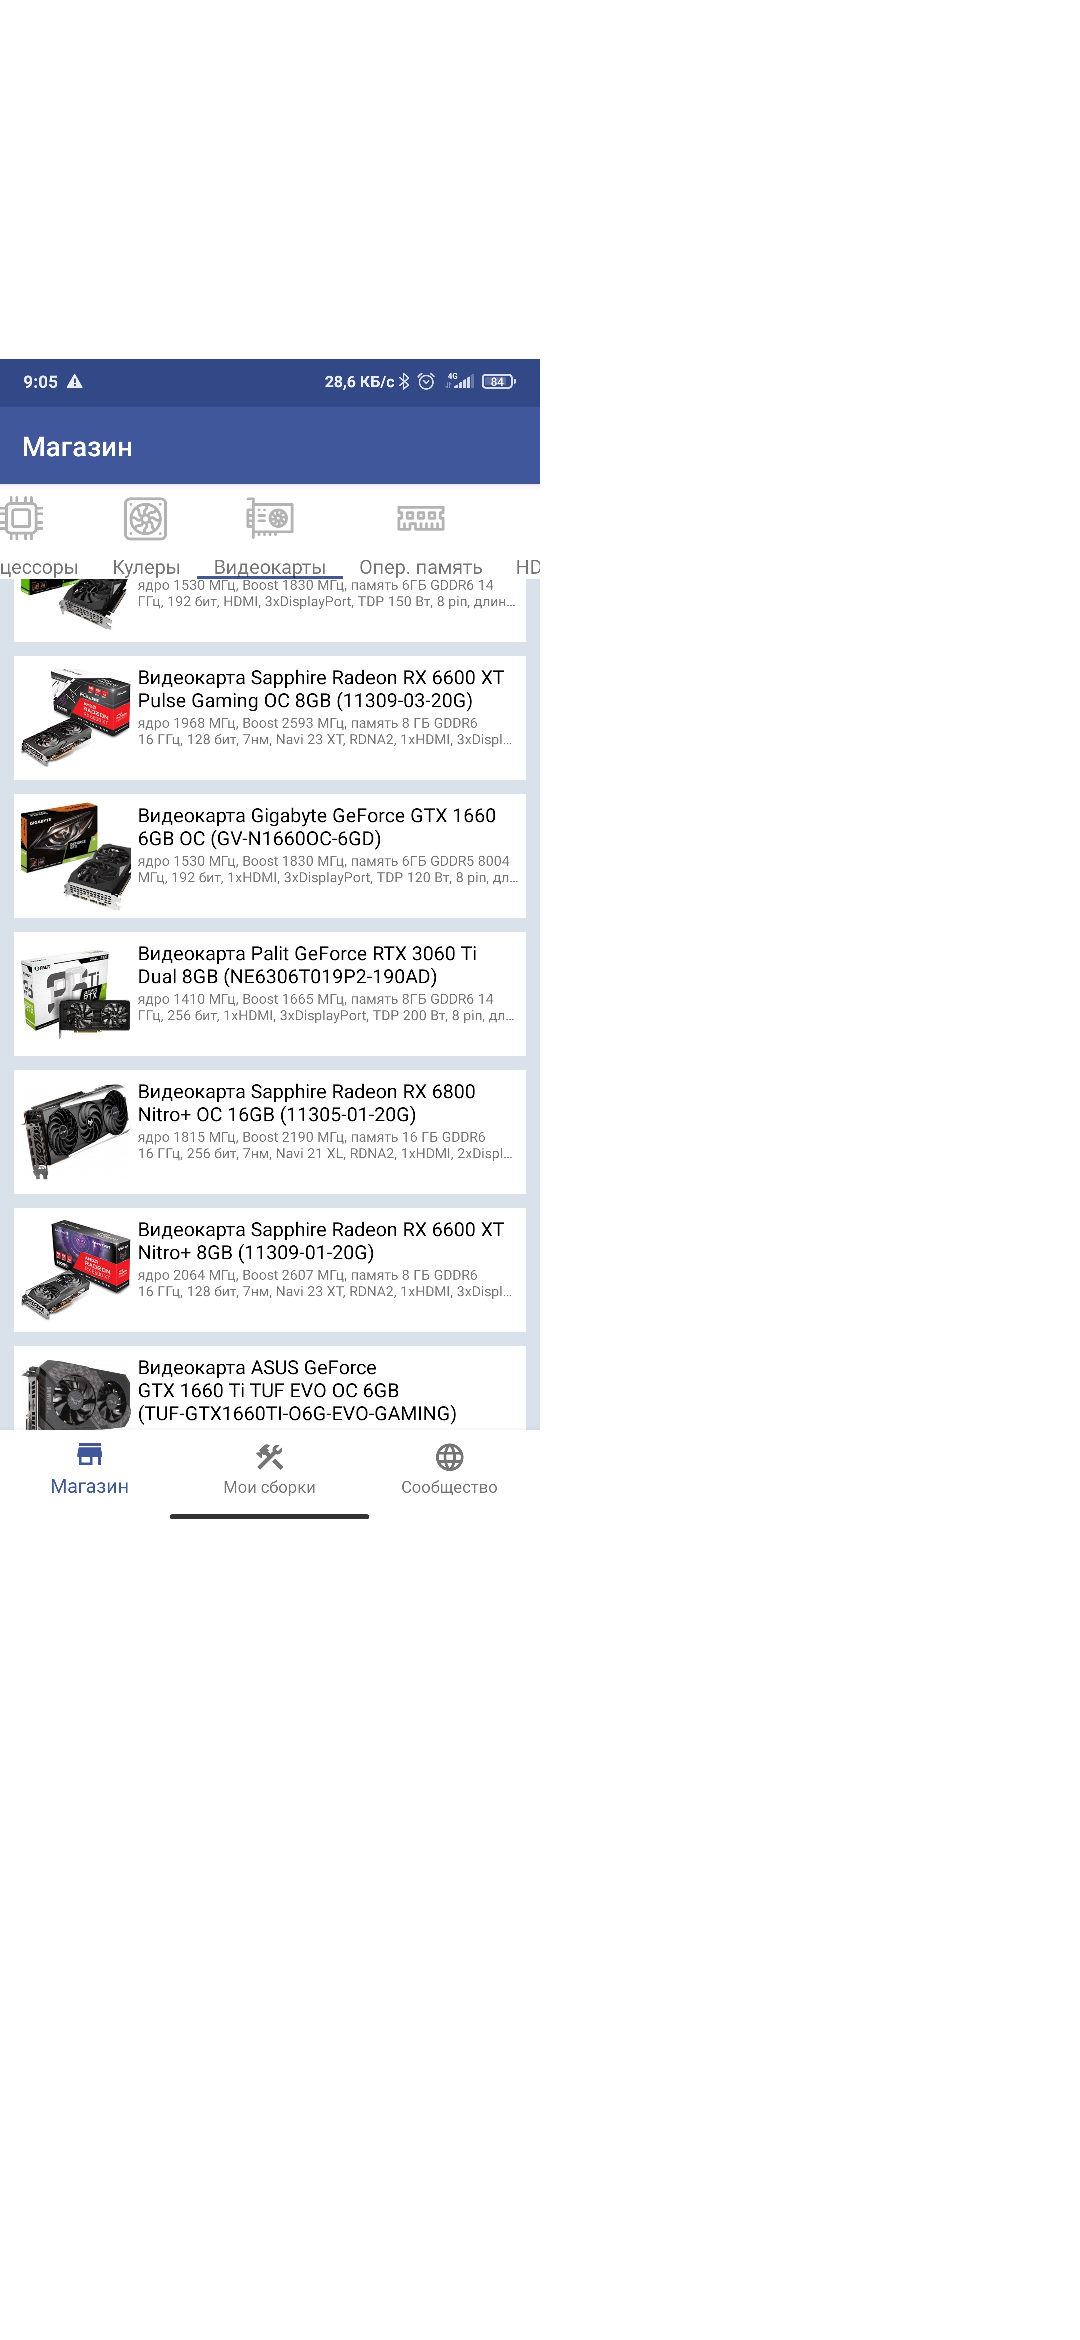 9:05
28,6 КБ/с 4G 84
Магазин
цессоры Кулеры Видеокарты Опер. память HD
ядро 1530 МГц, Boost 1830 МГц, память 6ГБ GDDR6 14
ГГц, 192 бит, HDMI, 3xDisplayPort, TDP 150 Вт, 8 pin, длин...
Видеокарта Sapphire Radeon RX 6600 XT
Pulse Gaming OC 8GB (11309-03-20G)
ядро 1968 МГц, Boost 2593 МГц, память 8 ГБ GDDR6
16 ГГц, 128 бит, 7нм, Navi 23 XT, RDNA2, 1xHDMI, 3xDispl...
Видеокарта Gigabyte GeForce GTX 1660
6GB OC (GV-N1660OC-6GD)
ядро 1530 МГц, Boost 1830 МГц, память 6ГБ GDDR5 8004
МГц, 192 бит, 1xHDMI, 3xDisplayPort, TDP 120 Вт, 8 pin, дл...
Видеокарта Palit GeForce RTX 3060 Ti
Dual 8GB (NE6306T019P2-190AD)
ядро 1410 МГц, Boost 1665 МГц, память 8ГБ GDDR6 14
ГГц, 256 бит, 1xHDMI, 3xDisplayPort, TDP 200 Вт, 8 pin, дл...
Видеокарта Sapphire Radeon RX 6800
Nitro+ OC 16GB (11305-01-20G)
ядро 1815 МГц, Boost 2190 МГц, память 16 ГБ GDDR6
16 ГГц, 256 бит, 7нм, Navi 21 XL, RDNA2, 1xHDMI, 2xDispl...
Видеокарта Sapphire Radeon RX 6600 XT
Nitro+ 8GB (11309-01-20G)
ядро 2064 МГц, Boost 2607 МГц, память 8 ГБ GDDR6
16 ГГц, 128 бит, 7нм, Navi 23 XT, RDNA2, 1xHDMI, 3xDispl...
Видеокарта ASUS GeForce
GTX 1660 Ti TUF EVO OC 6GB
(TUF-GTX1660TI-O6G-EVO-GAMING)
Магазин Мои сборки Сообщество